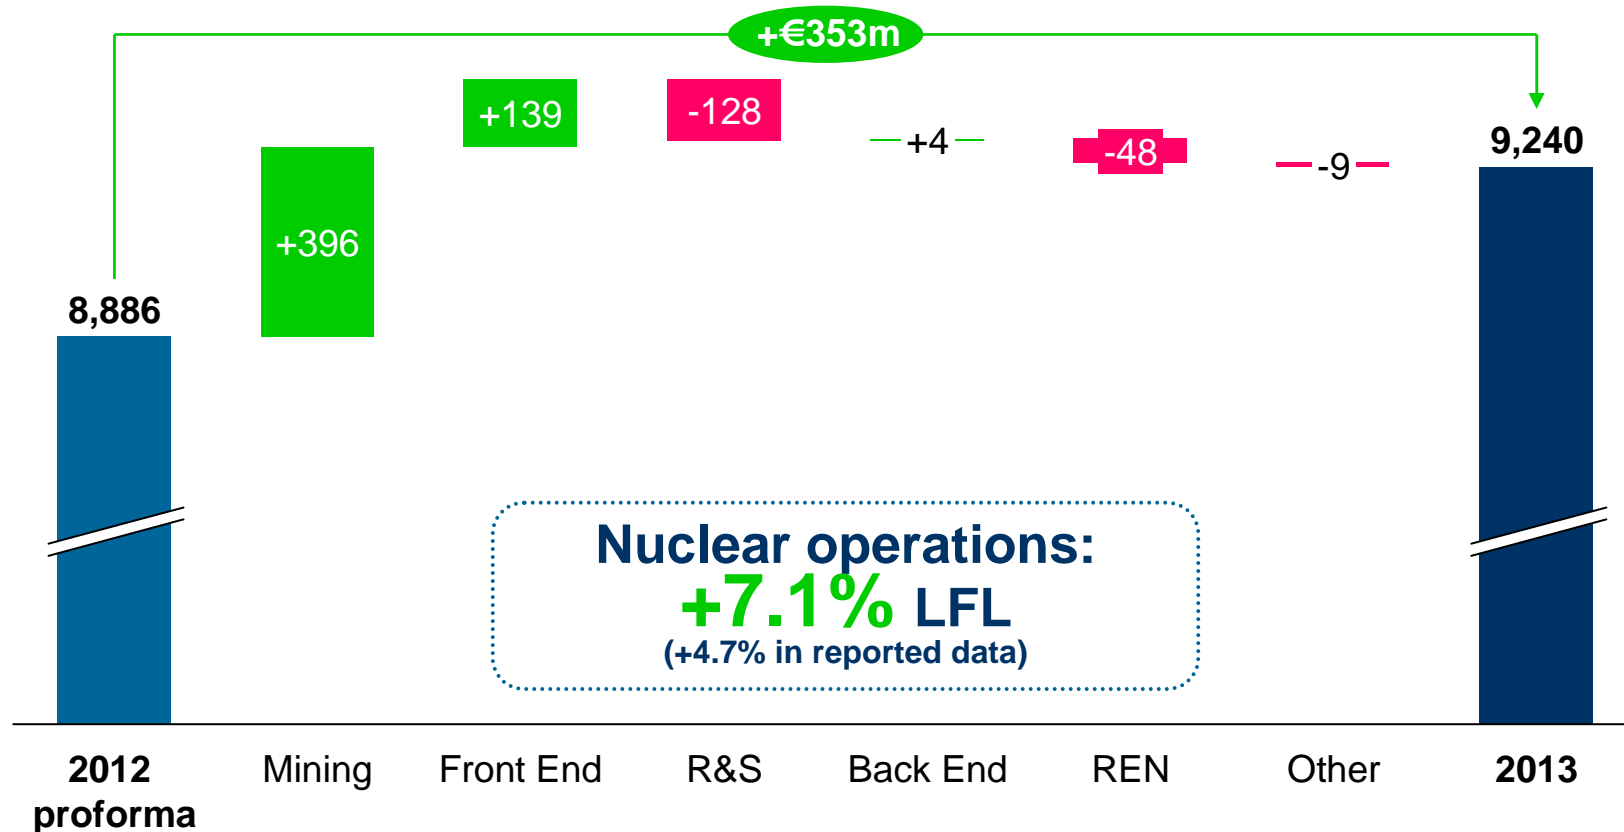 +€353m
+139
-128
+4
-48
-9
9,240
+396
8,886
Nuclear operations:
+7.1% LFL
(+4.7% in reported data)
2012
proforma
Mining
Front End
R&S
Back End
REN
Other
2013